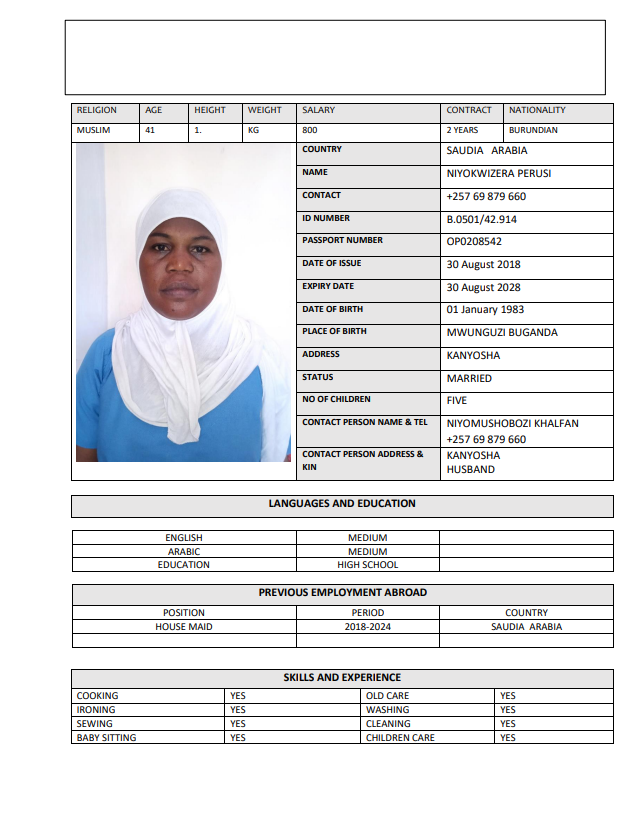 RELIGION AGE HEIGHT WEIGHT SALARY CONTRACT NATIONALITY
MUSLIM 41 1. KG 800 2 YEARS BURUNDIAN
COUNTRY SAUDIA ARABIA
NAME NIYOKWIZERA PERUSI
CONTACT +257 69 879 660
ID NUMBER B.0501/42.914
PASSPORT NUMBER OP0208542
DATE OF ISSUE 30 August 2018
EXPIRY DATE 30 August 2028
DATE OF BIRTH 01 January 1983
PLACE OF BIRTH MWUNGUZI BUGANDA
ADDRESS KANYOSHA
STATUS MARRIED
NO OF CHILDREN FIVE
CONTACT PERSON NAME & TEL NIYOMUSHOBOZI KHALFAN
+257 69 879 660
CONTACT PERSON ADDRESS & KANYOSHA
KIN HUSBAND
LANGUAGES AND EDUCATION
ENGLISH MEDIUM
ARABIC MEDIUM
EDUCATION HIGH SCHOOL
PREVIOUS EMPLOYMENT ABROAD
POSITION PERIOD COUNTRY
HOUSE MAID 2018-2024 SAUDIA ARABIA
SKILLS AND EXPERIENCE
COOKING YES OLD CARE YES
IRONING YES WASHING YES
SEWING YES CLEANING YES
BABY SITTING YES CHILDREN CARE YES